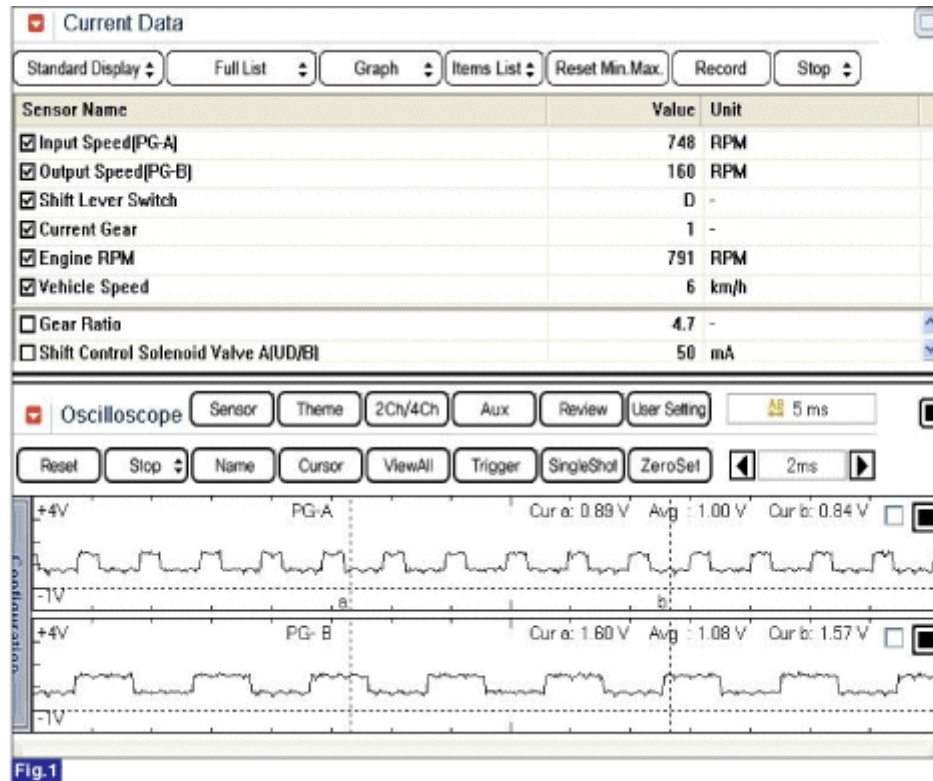 Current Data
Standard Display Full List Graph Items List Reset Min.Max. Record Stop
Sensor Name Value Unit
Input Speed(PG-A) 748 RPM
Output Speed(PG-B) 160 RPM
Shift Lever Switch D -
Current Gear 1 -
Engine RPM 791 RPM
Vehicle Speed 6 km/h
Gear Ratio 4.7 -
Shift Control Solenoid Valve A(UD/B) 50 mA
Oscilloscope Sensor Theme 2Ch/4Ch Aux Review User Setting AB 5 ms
Reset Stop Name Cursor ViewAll Trigger SingleShot ZeroSet 2ms
Configuration
+4V PG-A Cur a: 0.89 V Avg : 1.00 V Cur b: 0.84 V
-1V a b
+4V PG- B Cur a: 1.60 V Avg : 1.08 V Cur b: 1.57 V
-1V
Fig.1